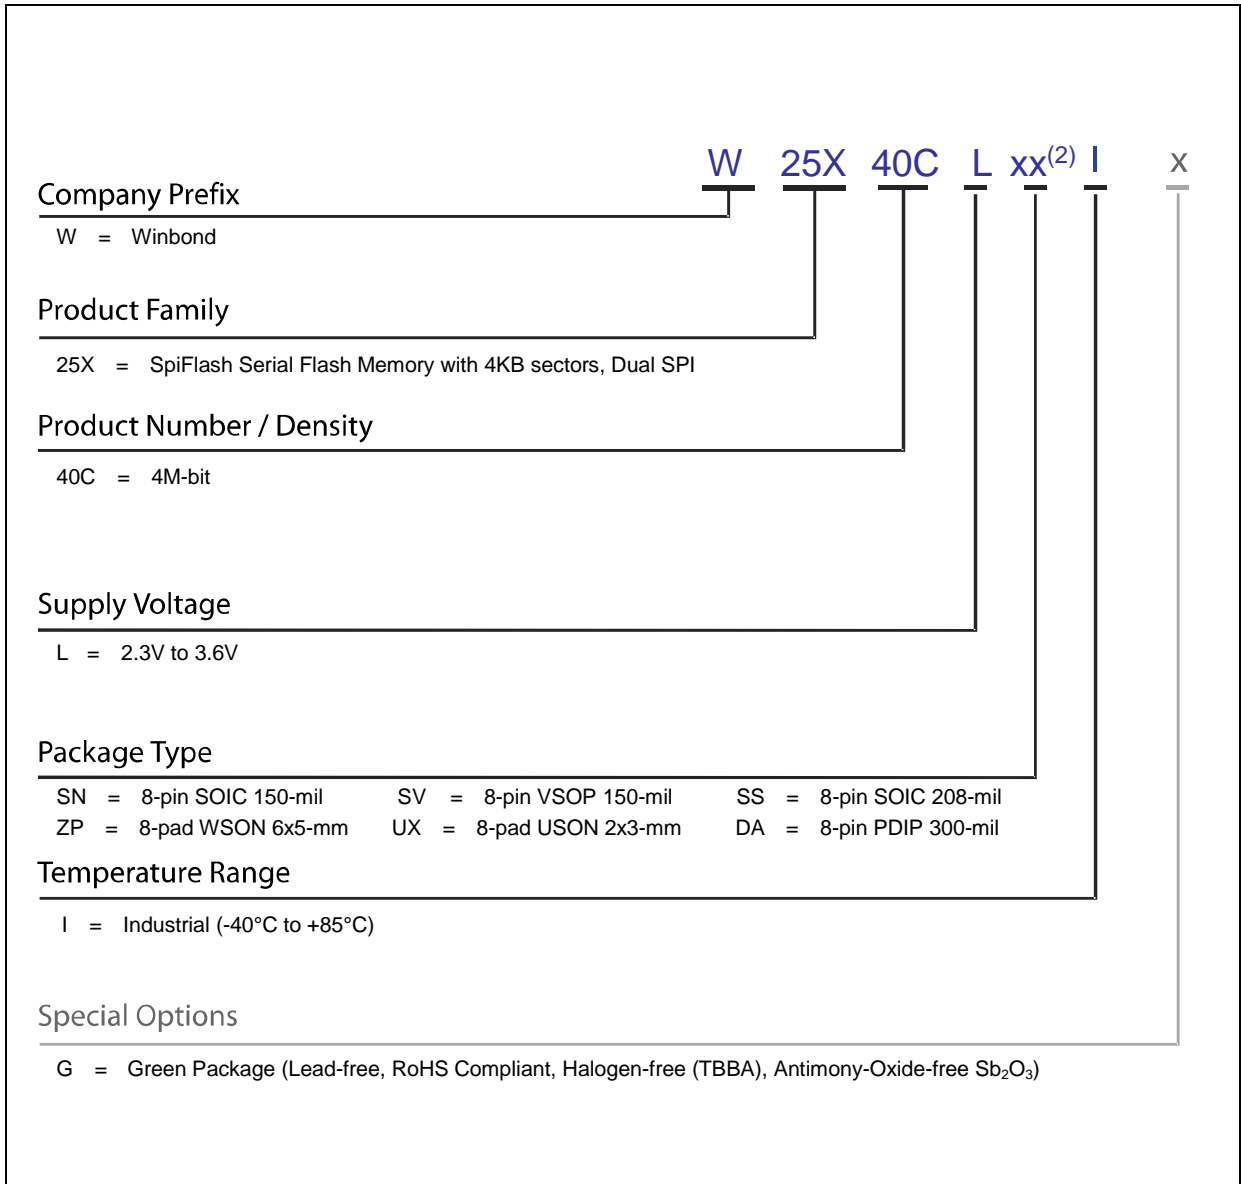 W 25X 40C L xx(2) I x
Company Prefix
W = Winbond
Product Family
25X = SpiFlash Serial Flash Memory with 4KB sectors, Dual SPI
Product Number / Density
40C = 4M-bit
Supply Voltage
L = 2.3V to 3.6V
Package Type
SN = 8-pin SOIC 150-mil SV = 8-pin VSOP 150-mil SS = 8-pin SOIC 208-mil
ZP = 8-pad WSON 6x5-mm UX = 8-pad USON 2x3-mm DA = 8-pin PDIP 300-mil
Temperature Range
I = Industrial (-40°C to +85°C)
Special Options
G = Green Package (Lead-free, RoHS Compliant, Halogen-free (TBBA), Antimony-Oxide-free Sb₂O₃)